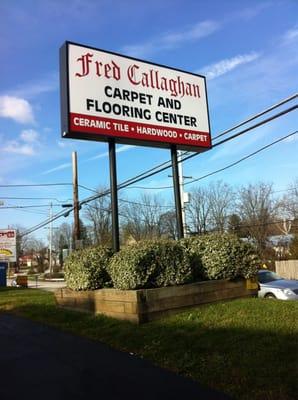 Fred Callaghan
CARPET AND
FLOORING CENTER
CERAMIC TILE • HARDWOOD • CARPET